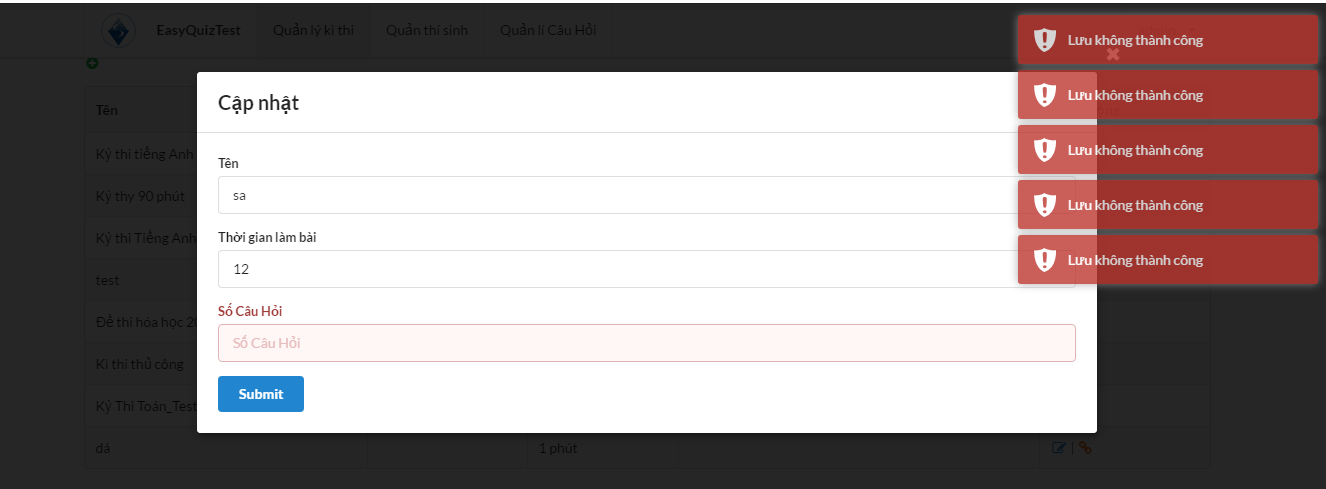 EasyQuizTest
Quản lý kì thi
Quản thí sinh
Quản lí Câu Hỏi
Lưu không thành công
Lưu không thành công
Lưu không thành công
Lưu không thành công
Lưu không thành công
Cập nhật
Tên
sa
Thời gian làm bài
12
Số Câu Hỏi
Số Câu Hỏi
Submit
Tên
Kỳ thi tiếng Anh
Kỳ thy 90 phút
Kỳ thi Tiếng Anh
test
Đề thi hóa học
Kì thi thủ công
Kỳ Thi Toán_Test
dá
1 phút
|